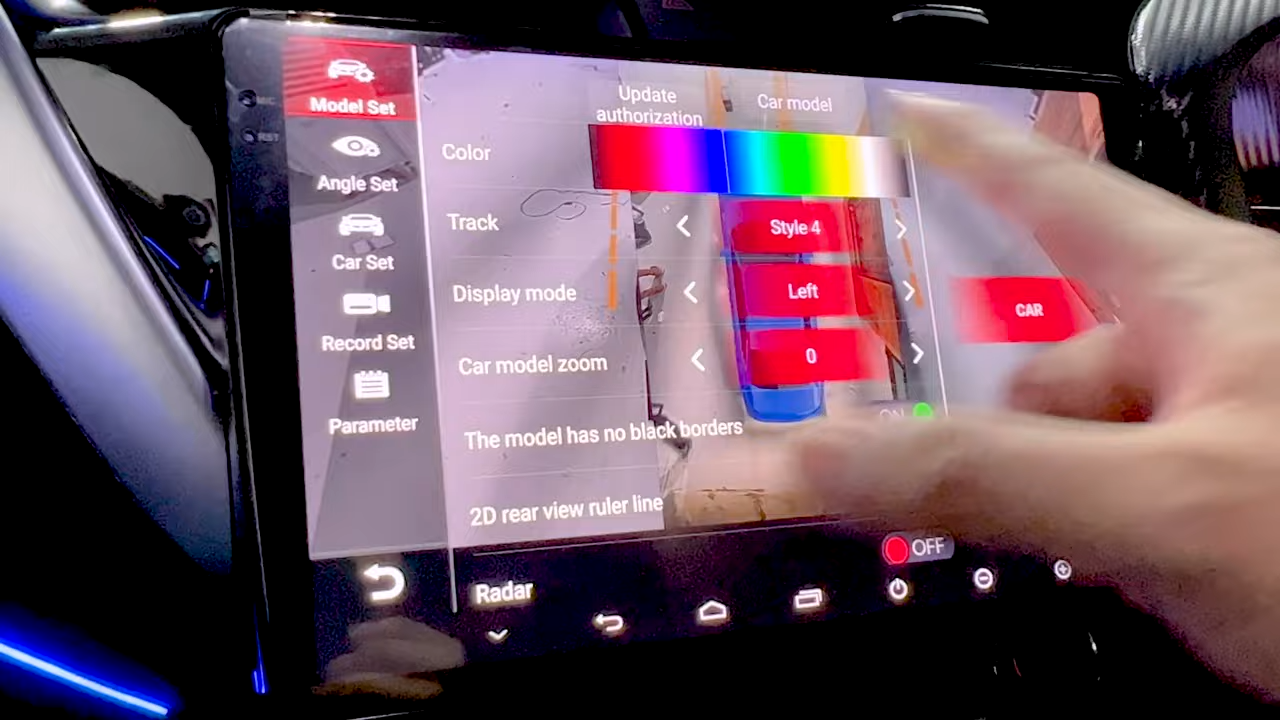 MIC
RST
Model Set
Angle Set
Car Set
Record Set
Parameter
Update
authorization
Car model
Color
Track
Style 4
Display mode
Left
CAR
Car model zoom
0
The model has no black borders
ON
2D rear view ruler line
OFF
Radar